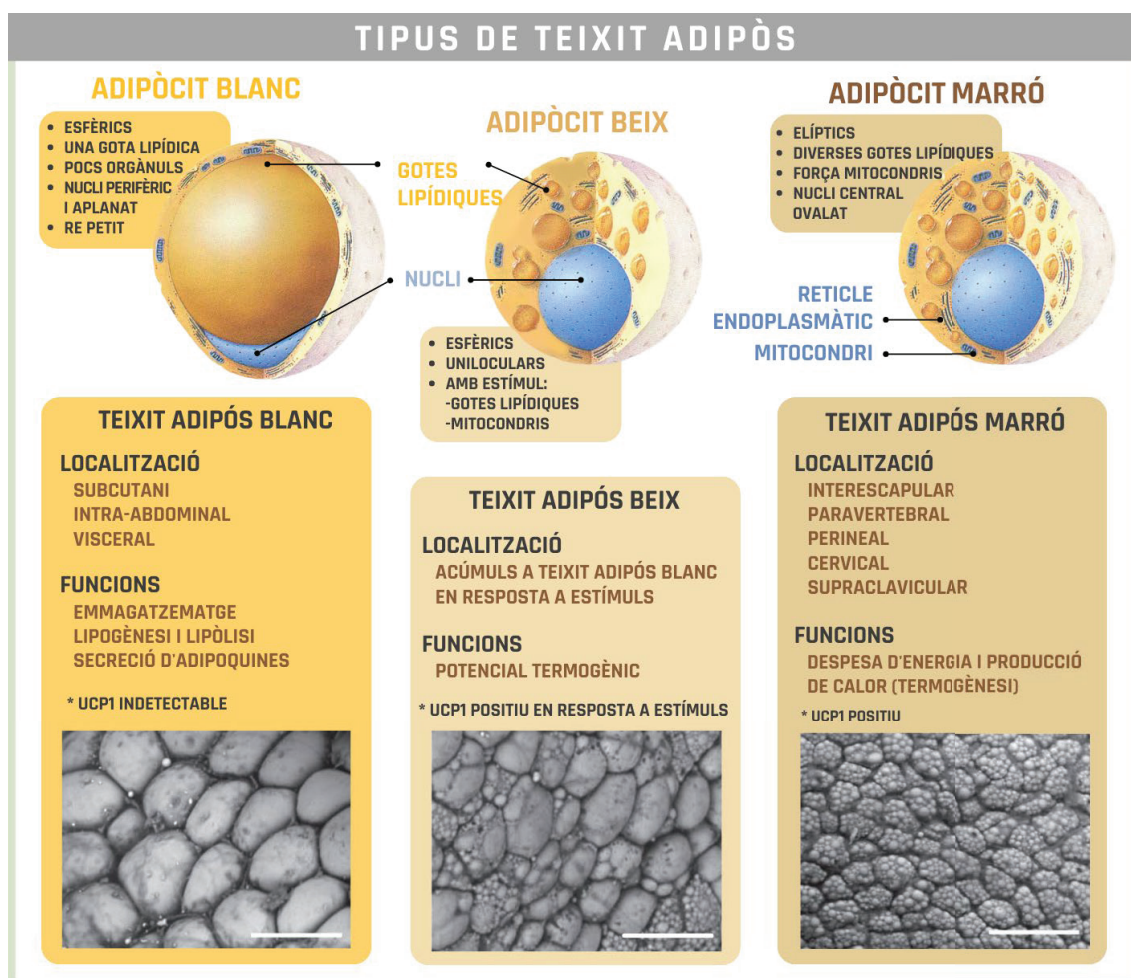 TIPUS DE TEIXIT ADIPÒS
ADIPÒCIT BLANC
• ESFÈRICS
• UNA GOTA LIPÍDICA
• POCS ORGÀNULS
• NUCLI PERIFÈRIC
I APLANAT
• RE PETIT
ADIPÒCIT BEIX
GOTES
LIPÍDIQUES
NUCLI
• ESFÈRICS
• UNILOCULARS
• AMB ESTÍMUL:
-GOTES LIPÍDIQUES
-MITOCONDRIS
ADIPÒCIT MARRÓ
• ELÍPTICS
• DIVERSES GOTES LIPÍDIQUES
• FORÇA MITOCONDRIS
• NUCLI CENTRAL
OVALAT
RETICLE
ENDOPLASMÀTIC
MITOCONDRI
TEIXIT ADIPÓS BLANC
LOCALITZACIÓ
SUBCUTANI
INTRA-ABDOMINAL
VISCERAL
FUNCIONS
EMMAGATZEMATGE
LIPOGÈNESI I LIPÒLISI
SECRECIÓ D'ADIPOQUINES
* UCP1 INDETECTABLE
TEIXIT ADIPÓS BEIX
LOCALITZACIÓ
ACÚMULS A TEIXIT ADIPÓS BLANC
EN RESPOSTA A ESTÍMULS
FUNCIONS
POTENCIAL TERMOGÈNIC
* UCP1 POSITIU EN RESPOSTA A ESTÍMULS
TEIXIT ADIPÓS MARRÓ
LOCALITZACIÓ
INTERESCAPULAR
PARAVERTEBRAL
PERINEAL
CERVICAL
SUPRACLAVICULAR
FUNCIONS
DESPESA D'ENERGIA I PRODUCCIÓ
DE CALOR (TERMOGÈNESI)
* UCP1 POSITIU